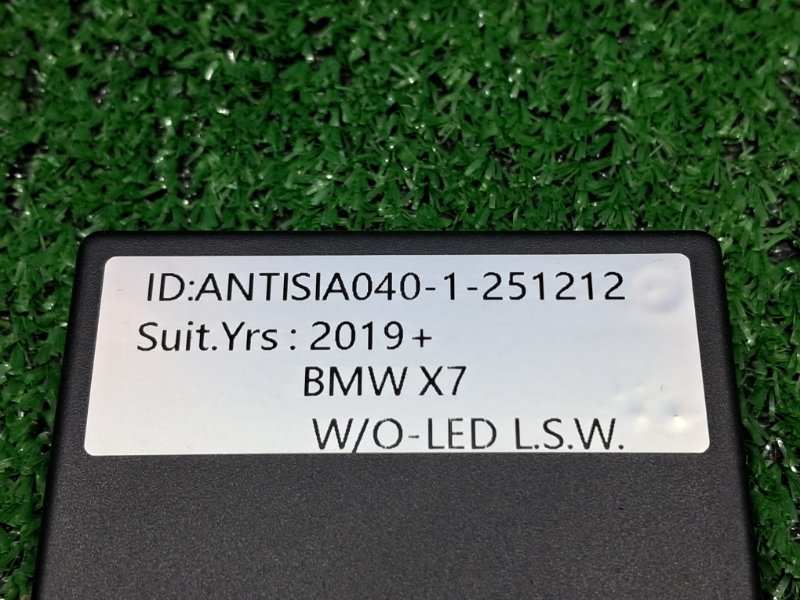 ID:ANTISIA040-1-251212
Suit.Yrs : 2019+
BMW X7
W/O-LED L.S.W.